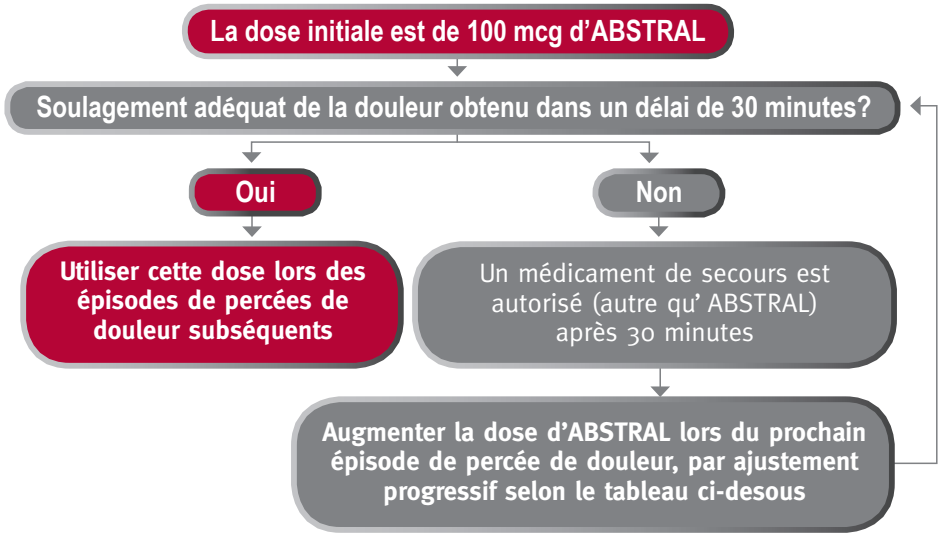 La dose initiale est de 100 mcg d’ABSTRAL
Soulagement adéquat de la douleur obtenu dans un délai de 30 minutes?
Oui
Non
Utiliser cette dose lors des
épisodes de percées de
douleur subséquents
Un médicament de secours est
autorisé (autre qu’ ABSTRAL)
après 30 minutes
Augmenter la dose d’ABSTRAL lors du prochain
épisode de percée de douleur, par ajustement
progressif selon le tableau ci-desous